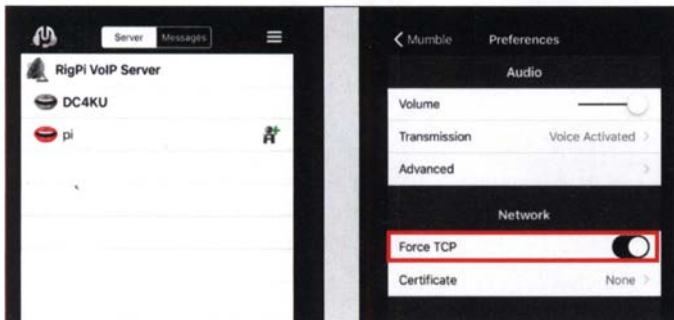 Server Messages
RigPi VoIP Server
DC4KU
pi
Mumble Preferences
Audio
Volume
Transmission Voice Activated
Advanced
Network
Force TCP
Certificate None